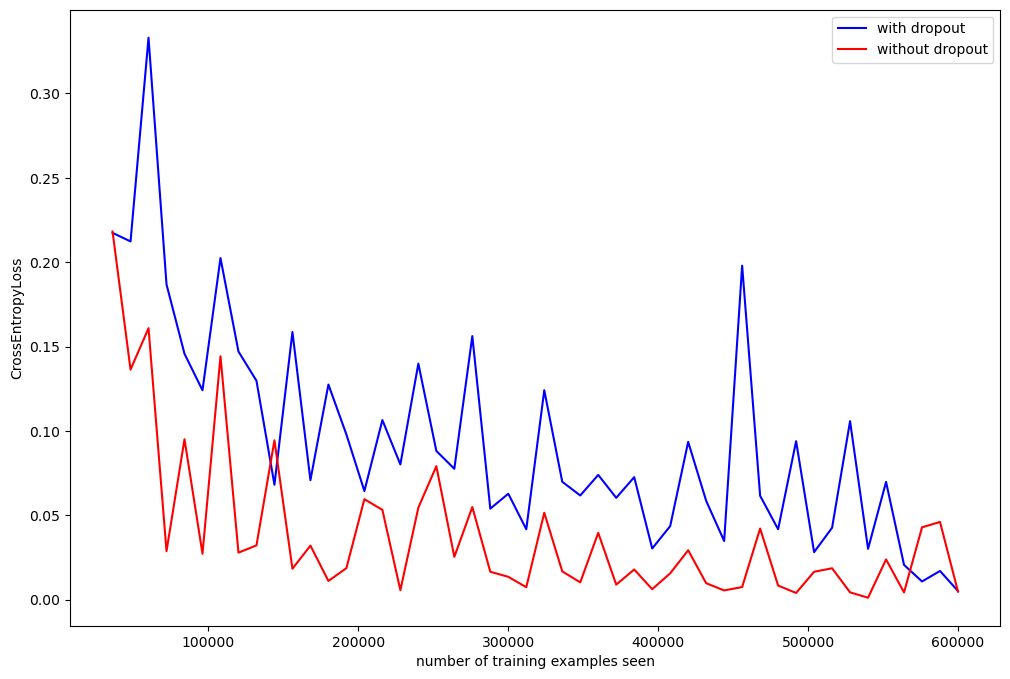 with dropout
without dropout
0.30
0.25
0.20
0.15
0.10
0.05
0.00
CrossEntropyLoss
100000 200000 300000 400000 500000 600000
number of training examples seen